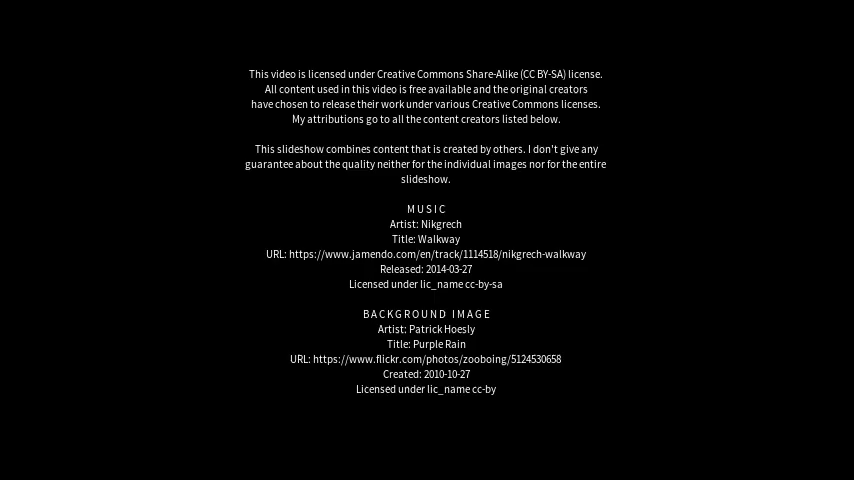 This video is licensed under Creative Commons Share-Alike (CC BY-SA) license.
All content used in this video is free available and the original creators
have chosen to release their work under various Creative Commons licenses.
My attributions go to all the content creators listed below.
This slideshow combines content that is created by others. I don't give any
guarantee about the quality neither for the individual images nor for the entire
slideshow.
M U S I C
Artist: Nikgrech
Title: Walkway
URL: https://www.jamendo.com/en/track/1114518/nikgrech-walkway
Released: 2014-03-27
Licensed under lic_name cc-by-sa
B A C K G R O U N D   I M A G E
Artist: Patrick Hoesly
Title: Purple Rain
URL: https://www.flickr.com/photos/zooboing/5124530658
Created: 2010-10-27
Licensed under lic_name cc-by